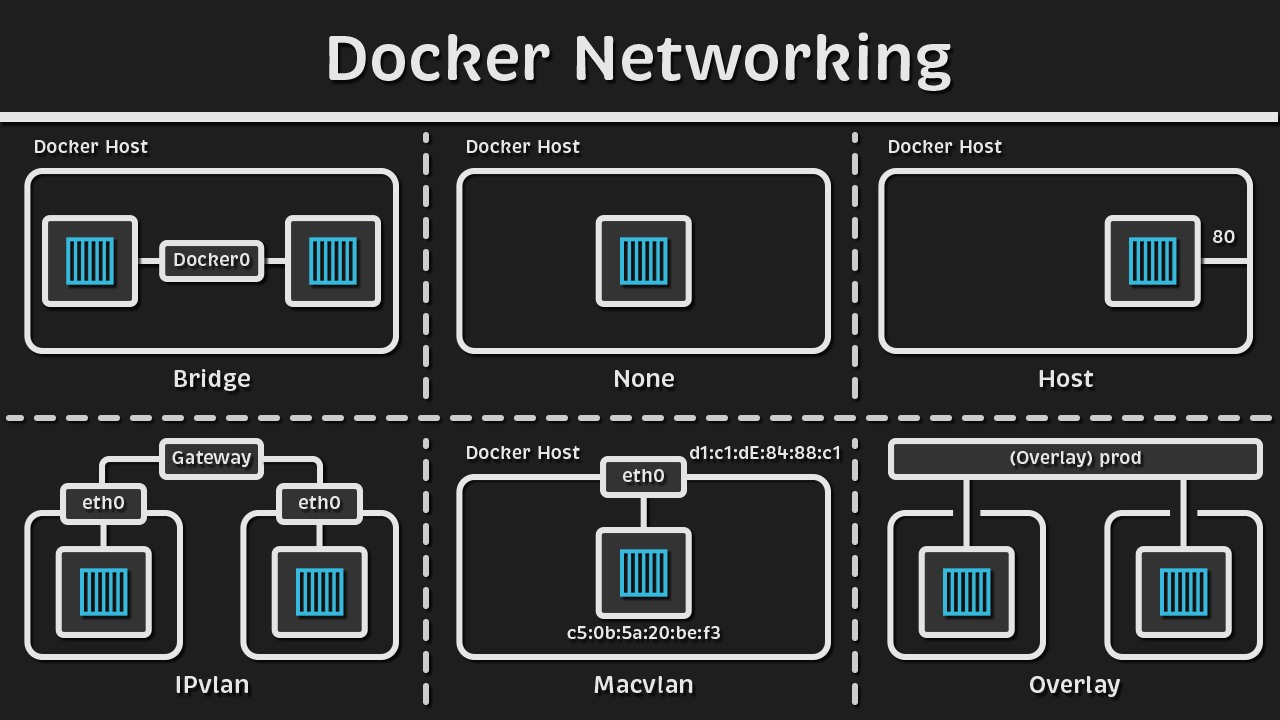 Docker Networking
Docker Host
Docker0
Bridge
Docker Host
None
Docker Host
80
Host
Gateway
eth0
eth0
IPvlan
Docker Host
d1:c1:dE:84:88:c1
eth0
c5:0b:5a:20:be:f3
Macvlan
(Overlay) prod
Overlay